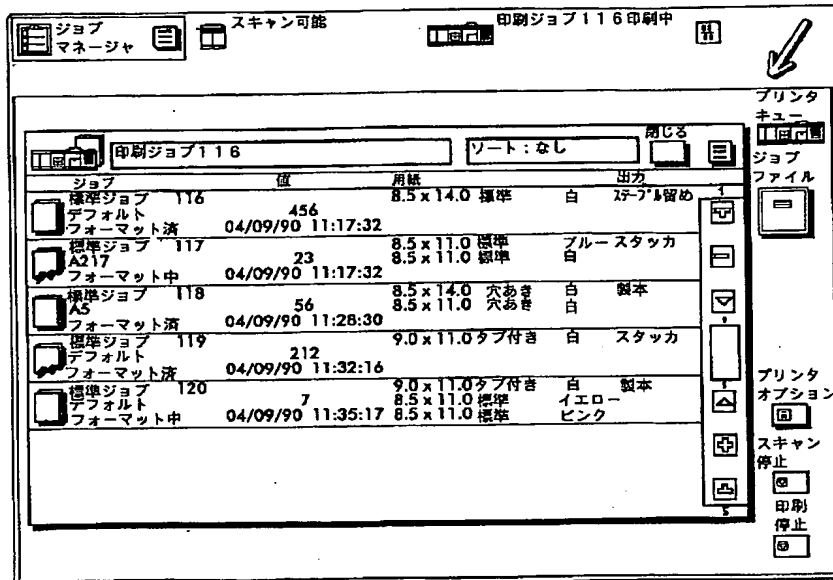 ジョブ
マネージャ
スキャン可能
印刷ジョブ116印刷中
プリンタ
キュー
ジョブ
ファイル
印刷ジョブ116
ソート:なし
閉じる
ジョブ 値 用紙 出力
標準ジョブ 116 8.5 x 14.0 標準 白 ステープル留め
デフォルト 456
フォーマット済 04/09/90 11:17:32
標準ジョブ 117 8.5 x 11.0 標準 ブルー スタッカ
A217 23 8.5 x 11.0 標準 白
フォーマット中 04/09/90 11:17:32
標準ジョブ 118 8.5 x 14.0 穴あき 白 製本
A5 56 8.5 x 11.0 穴あき 白
フォーマット済 04/09/90 11:28:30
標準ジョブ 119 9.0 x 11.0 タブ付き 白 スタッカ
デフォルト 212
フォーマット済 04/09/90 11:32:16
標準ジョブ 120 9.0 x 11.0 タブ付き 白 製本
デフォルト 7 8.5 x 11.0 標準 イエロー
フォーマット中 04/09/90 11:35:17 8.5 x 11.0 標準 ピンク
1
5
プリンタ
オプション
スキャン
停止
印刷
停止